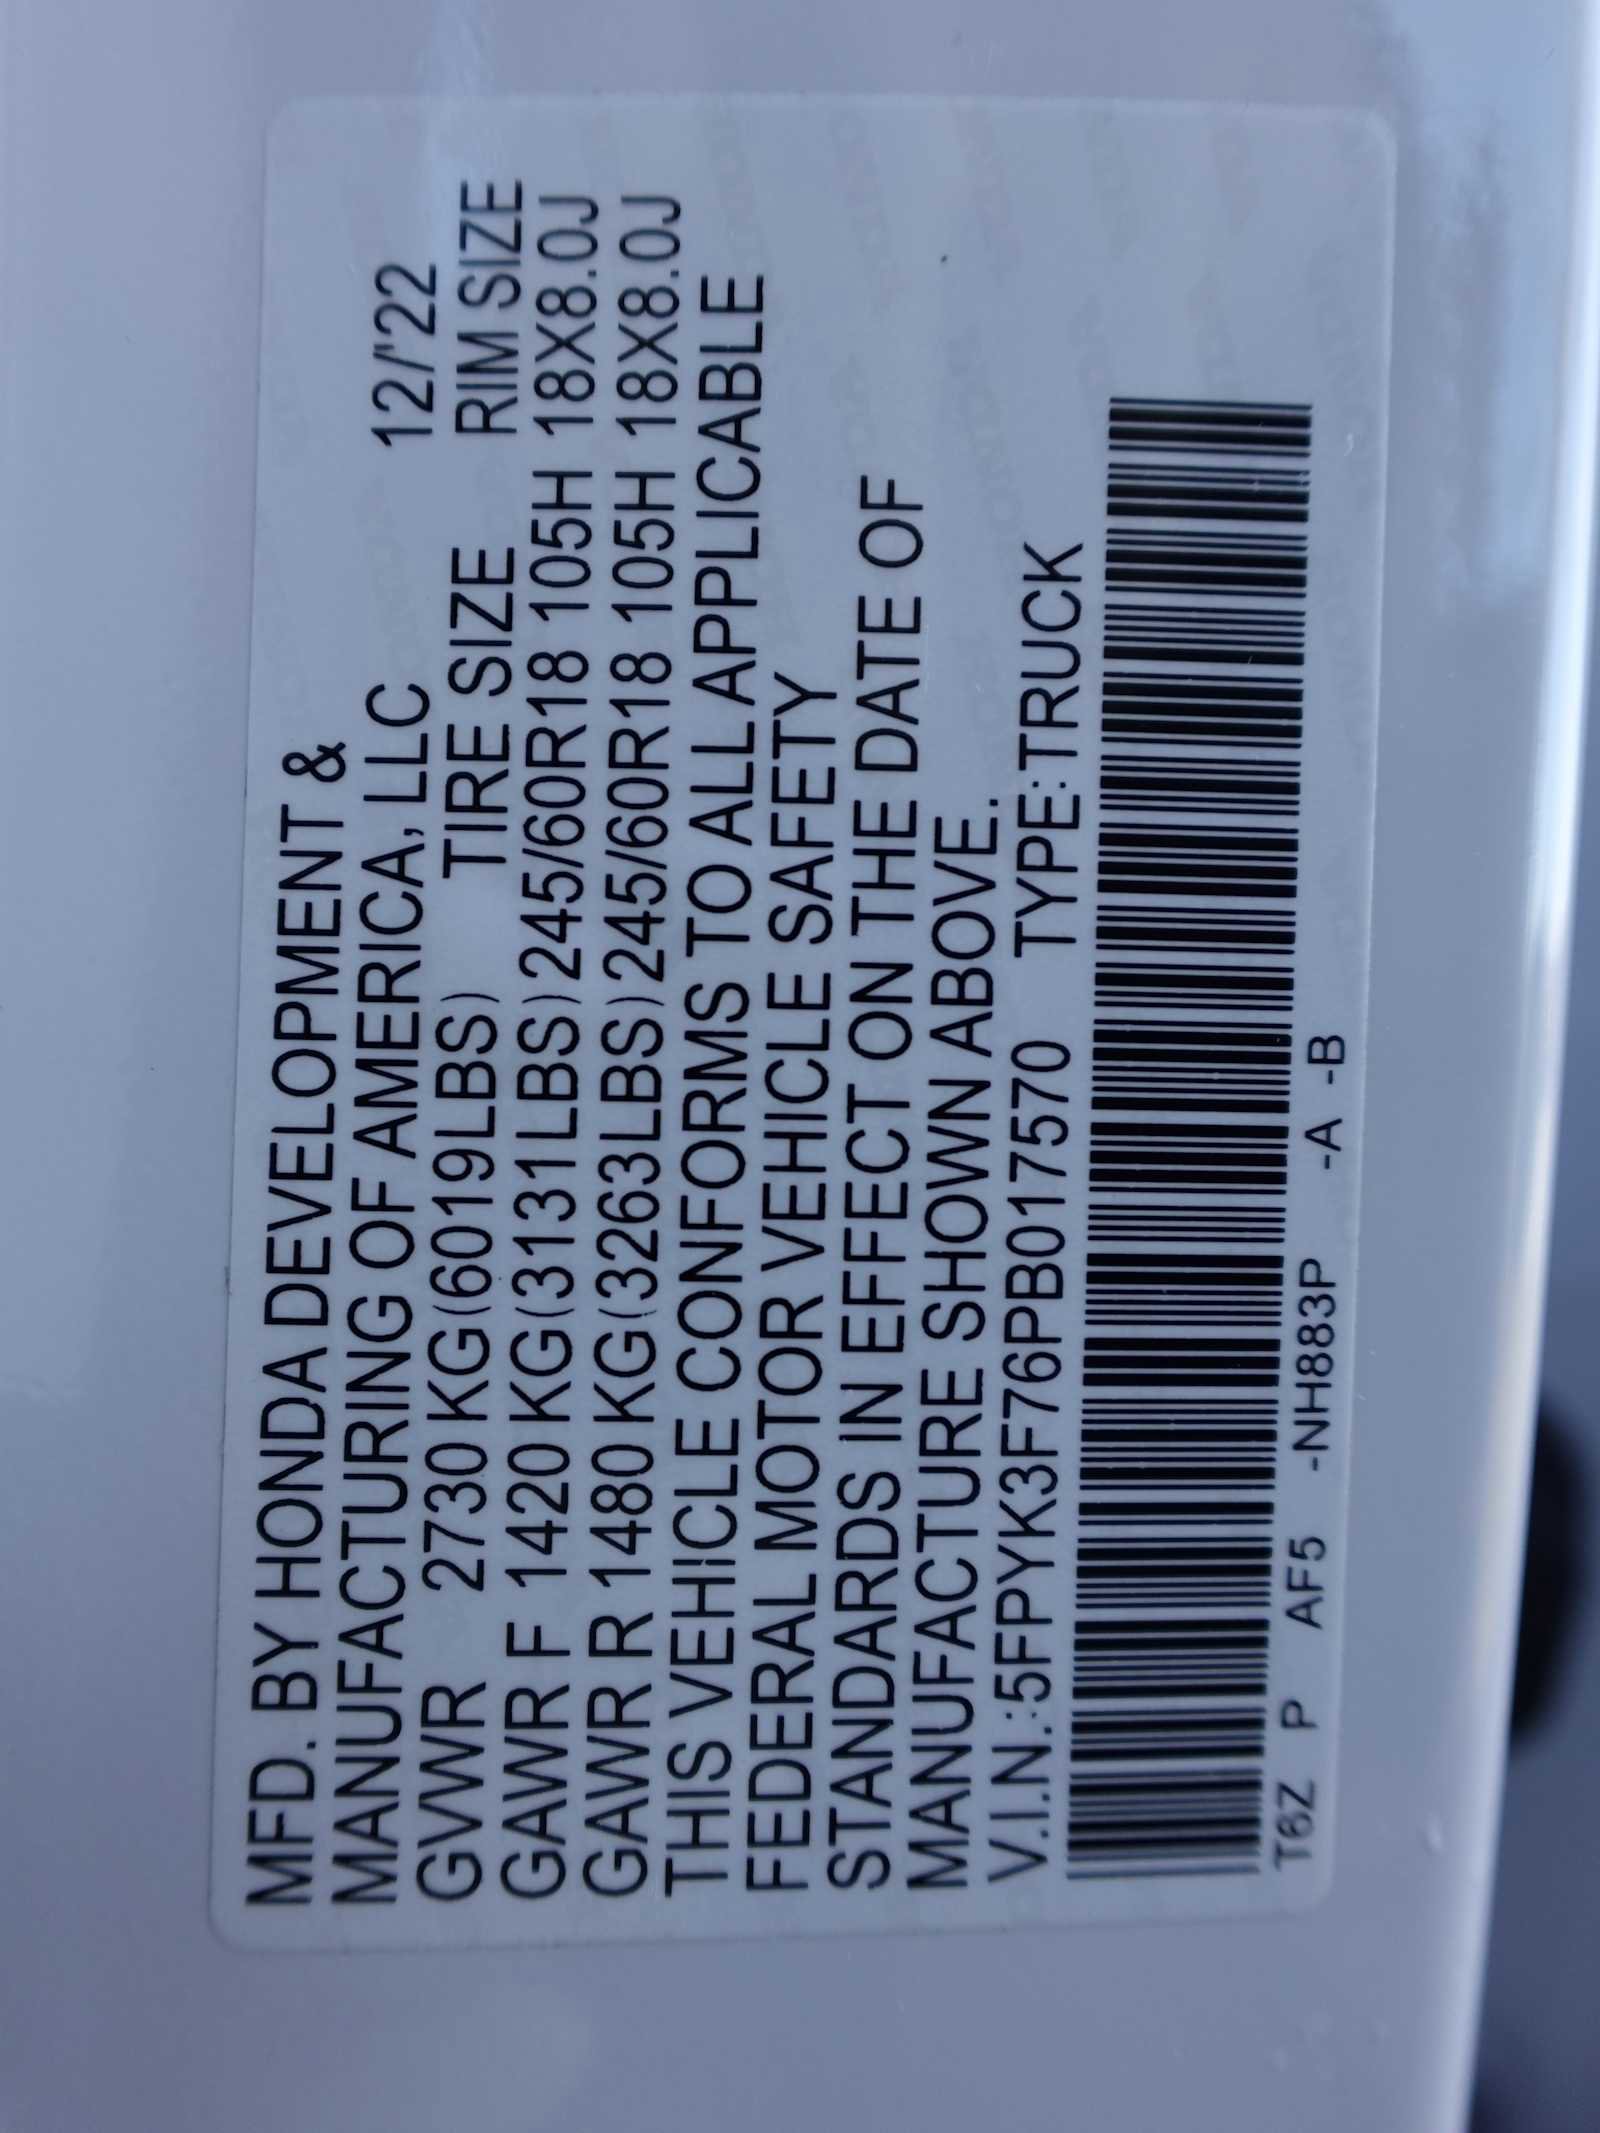 MFD. BY HONDA DEVELOPMENT &
MANUFACTURING OF AMERICA, LLC 12/'22
GVWR 2730 KG(6019LBS) TIRE SIZE RIM SIZE
GAWR F 1420 KG(3131LBS) 245/60R18 105H 18X8.0J
GAWR R 1480 KG(3263LBS) 245/60R18 105H 18X8.0J
THIS VEHICLE CONFORMS TO ALL APPLICABLE
FEDERAL MOTOR VEHICLE SAFETY
STANDARDS IN EFFECT ON THE DATE OF
MANUFACTURE SHOWN ABOVE.
V.I.N.:5FPYK3F76PB017570 TYPE:TRUCK
T6Z P AF5 -NH883P -A -B